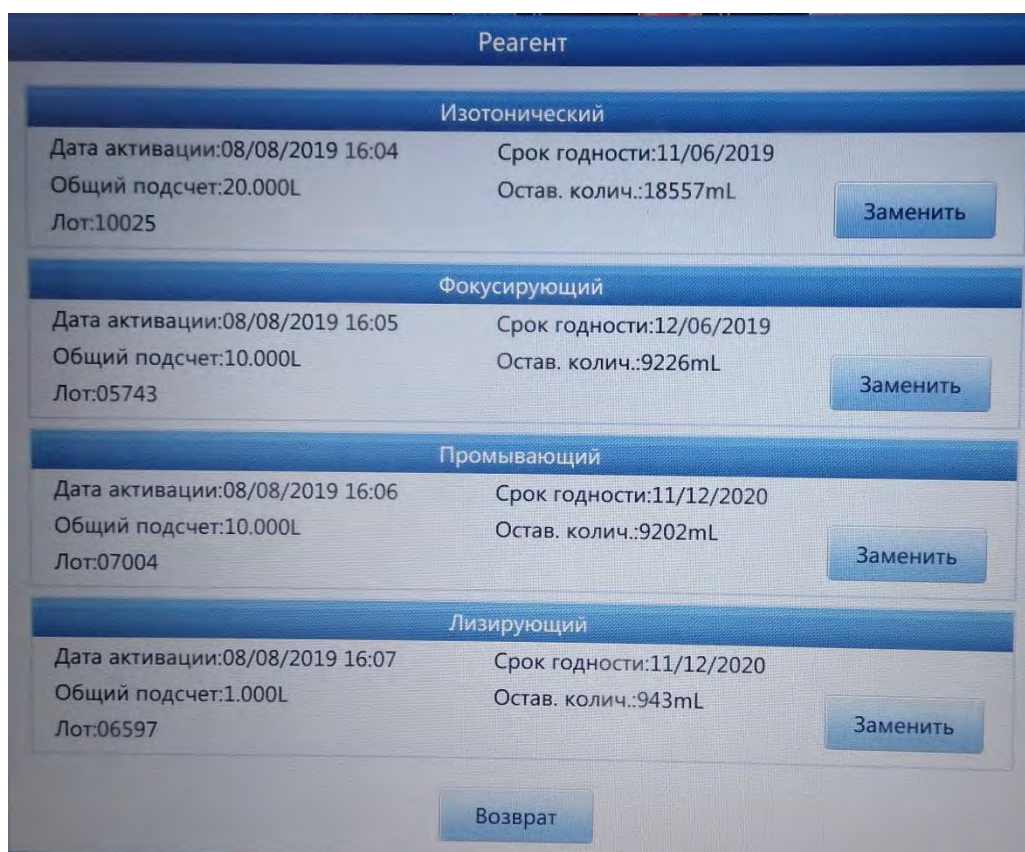 Реагент
Изотонический
Дата активации:08/08/2019 16:04 Срок годности:11/06/2019
Общий подсчет:20.000L Остав. колич.:18557mL
Лот:10025 Заменить
Фокусирующий
Дата активации:08/08/2019 16:05 Срок годности:12/06/2019
Общий подсчет:10.000L Остав. колич.:9226mL
Лот:05743 Заменить
Промывающий
Дата активации:08/08/2019 16:06 Срок годности:11/12/2020
Общий подсчет:10.000L Остав. колич.:9202mL
Лот:07004 Заменить
Лизирующий
Дата активации:08/08/2019 16:07 Срок годности:11/12/2020
Общий подсчет:1.000L Остав. колич.:943mL
Лот:06597 Заменить
Возврат